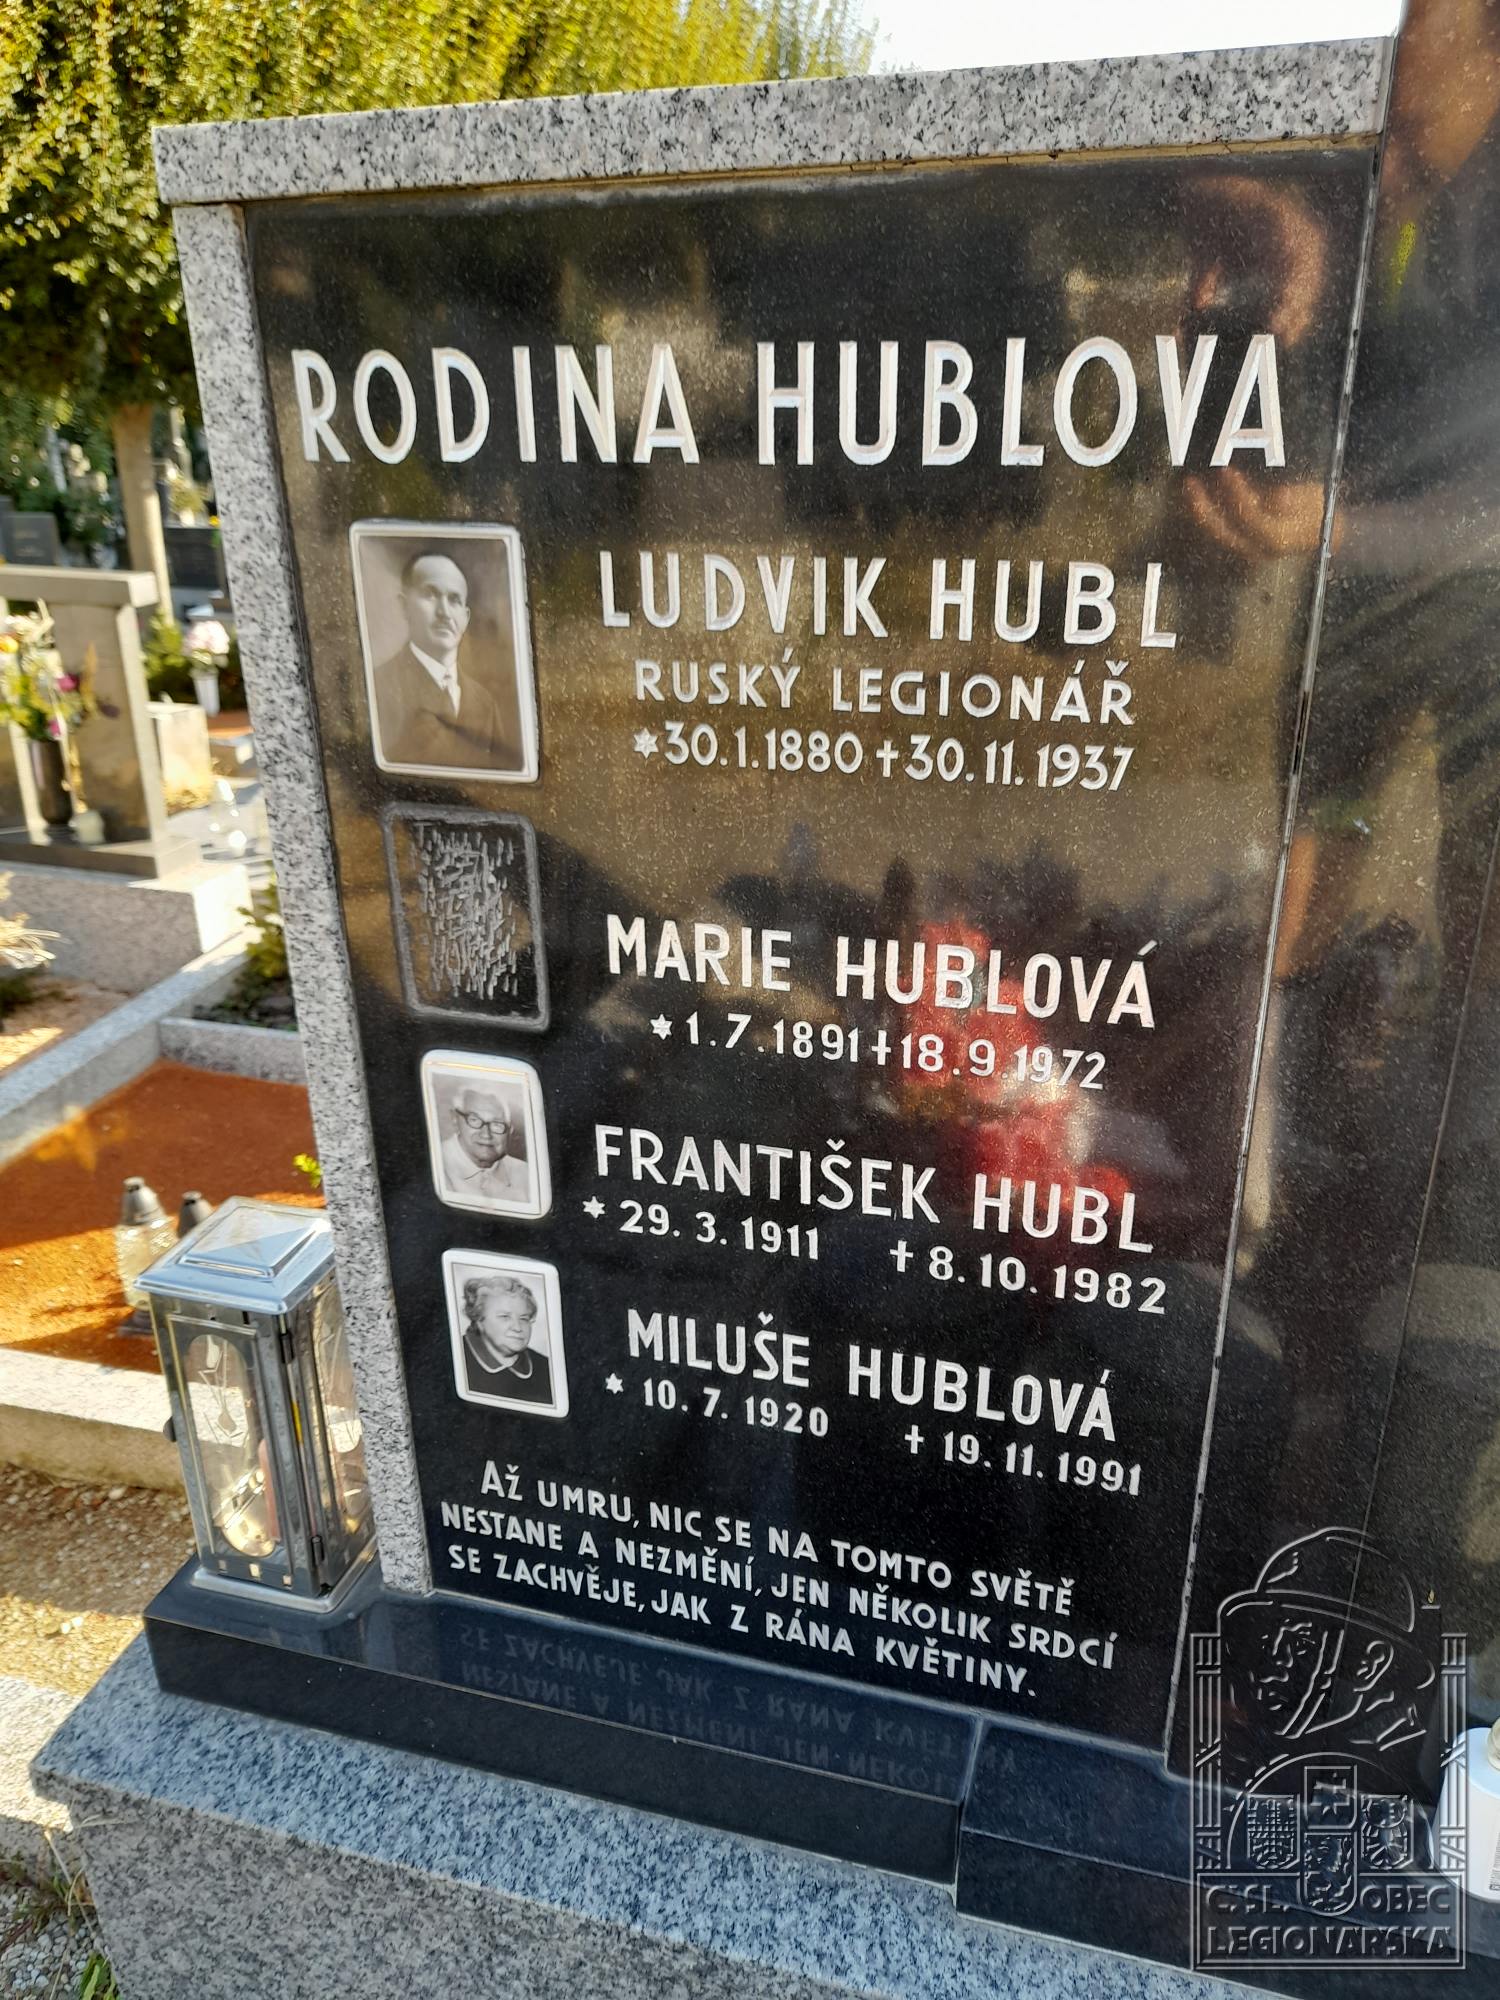 RODINA HUBLOVA
LUDVIK HUBL
RUSKÝ LEGIONÁŘ
*30.1.1880 +30.11.1937
MARIE HUBLOVÁ
*1.7.1891 +18.9.1972
FRANTIŠEK HUBL
*29.3.1911 +8.10.1982
MILUŠE HUBLOVÁ
*10.7.1920 +19.11.1991
AŽ UMRU, NIC SE NA TOMTO SVĚTĚ
NESTANE A NEZMĚNÍ, JEN NĚKOLIK SRDCÍ
SE ZACHVĚJE, JAK Z RÁNA KVĚTINY.
Č.SL. OBEC
LEGIONÁŘSKÁ